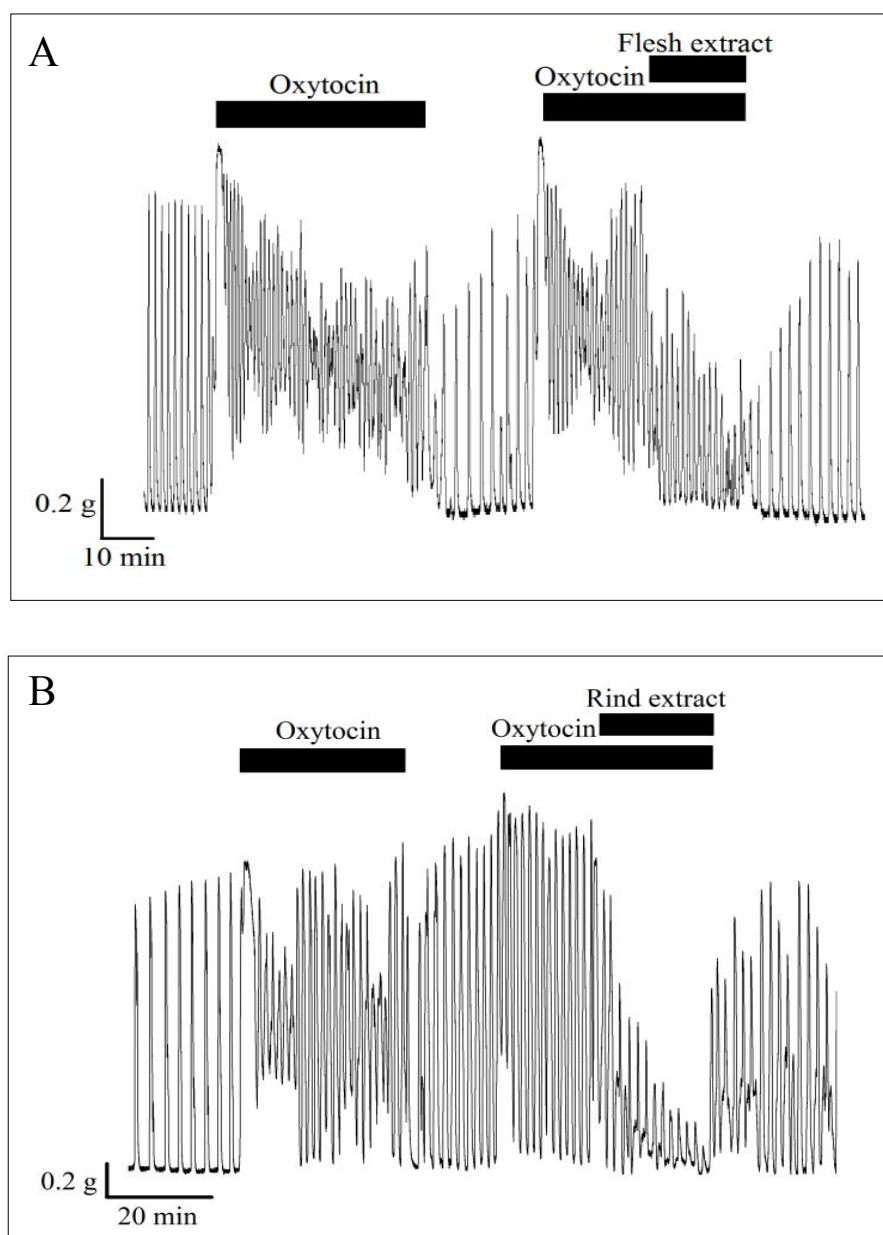 A
Flesh extract
Oxytocin
Oxytocin
0.2 g
10 min
B
Rind extract
Oxytocin
Oxytocin
0.2 g
20 min